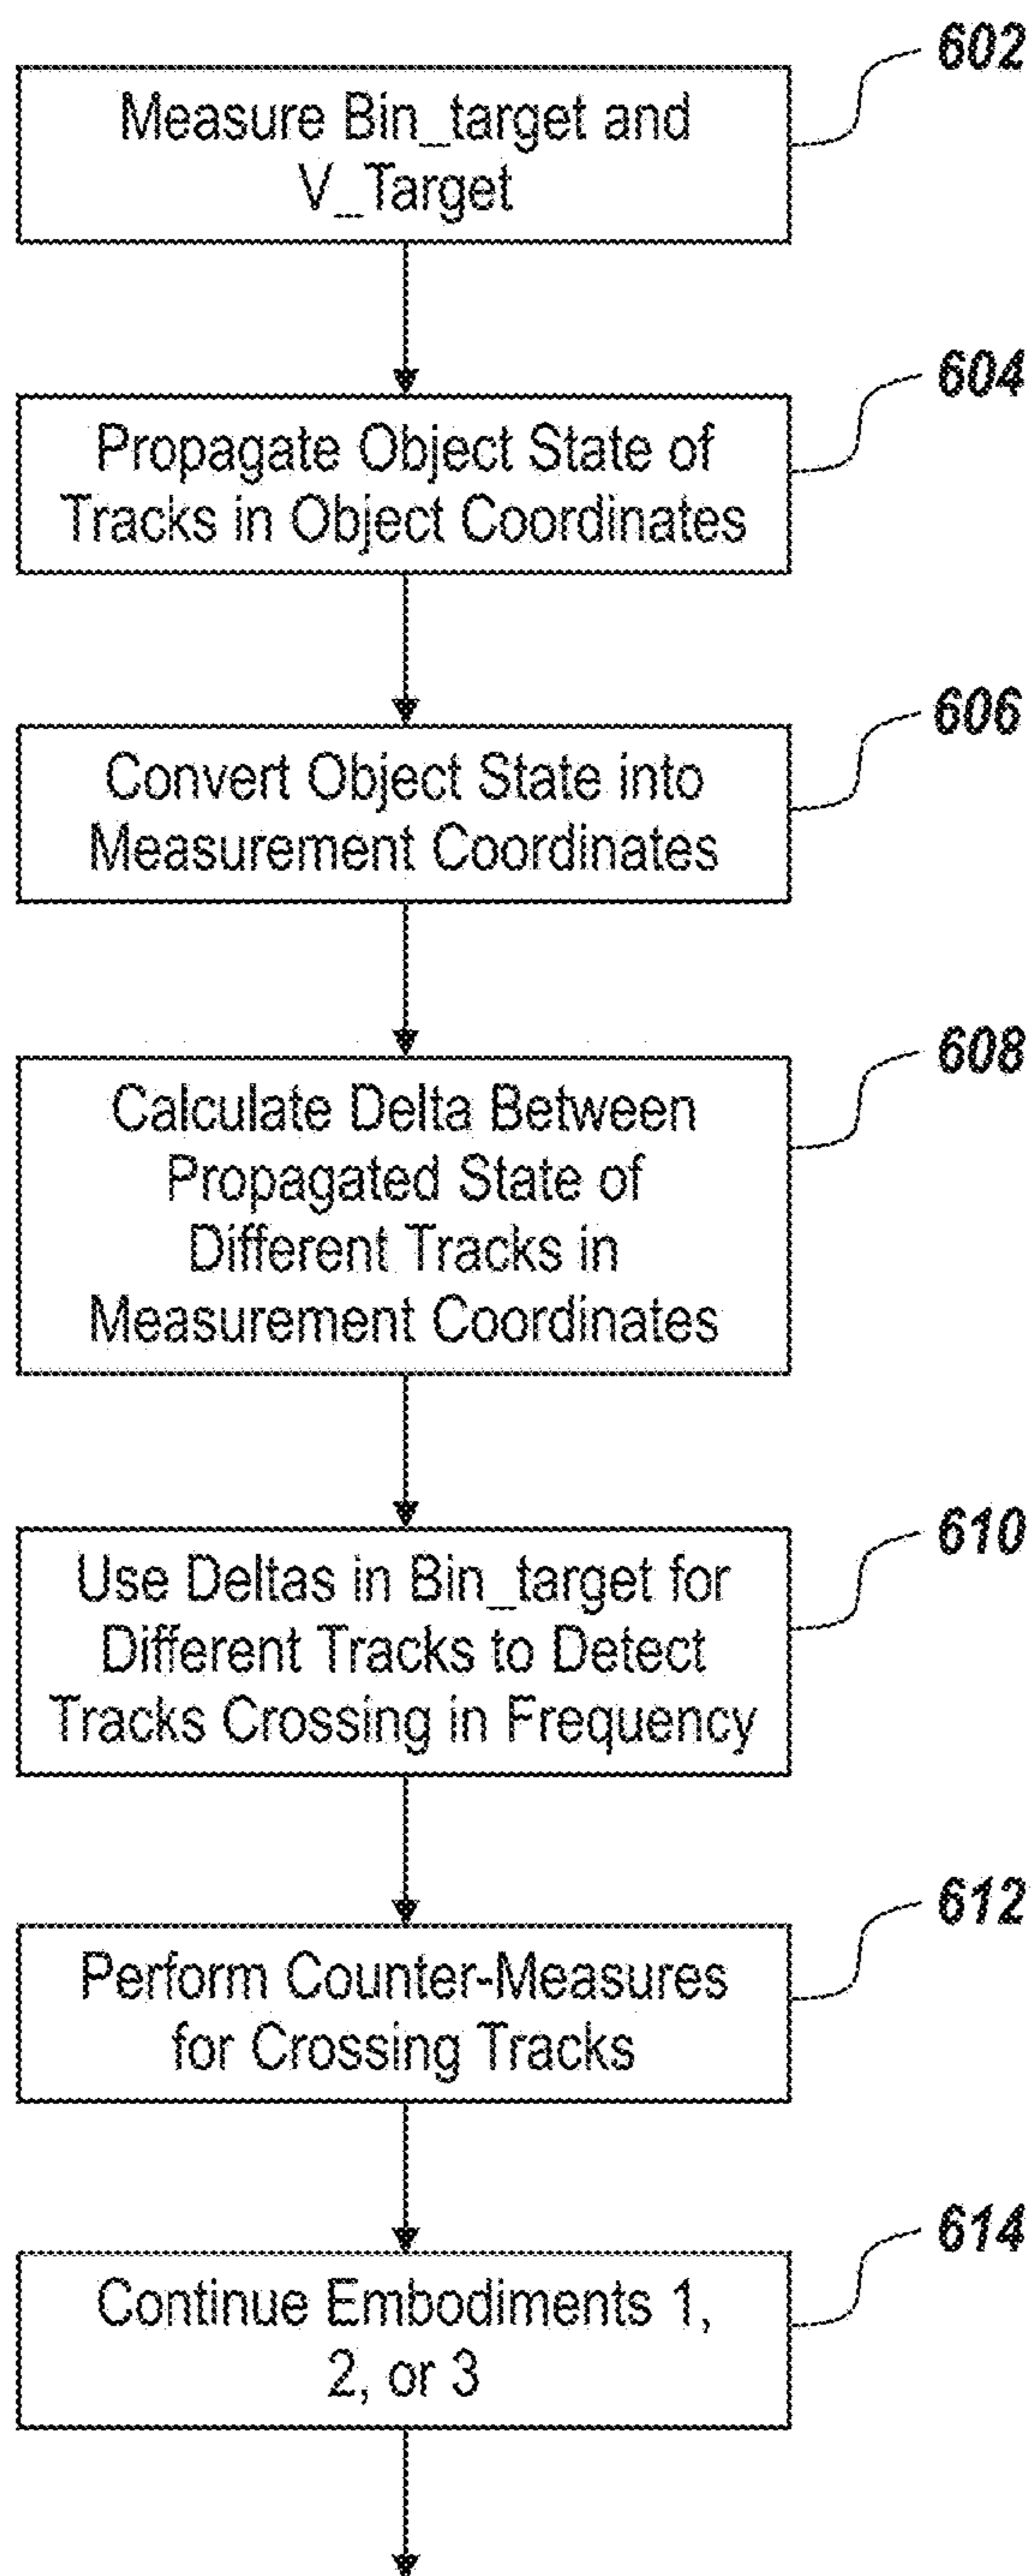 602
Measure Bin_target and
V_Target
604
Propagate Object State of
Tracks in Object Coordinates
606
Convert Object State into
Measurement Coordinates
608
Calculate Delta Between
Propagated State of
Different Tracks in
Measurement Coordinates
610
Use Deltas in Bin_target for
Different Tracks to Detect
Tracks Crossing in Frequency
612
Perform Counter-Measures
for Crossing Tracks
614
Continue Embodiments 1,
2, or 3